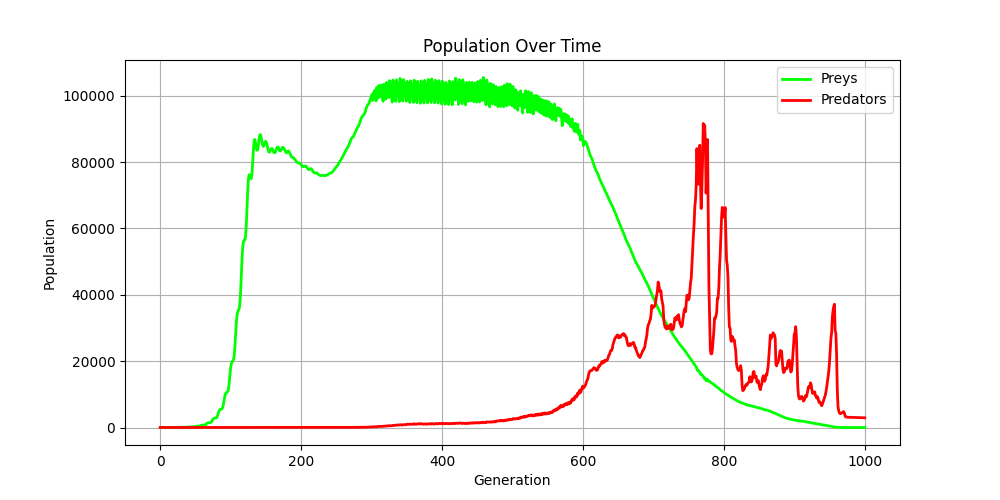 Population Over Time
Preys
Predators
Population
100000
80000
60000
40000
20000
0
0 200 400 600 800 1000
Generation